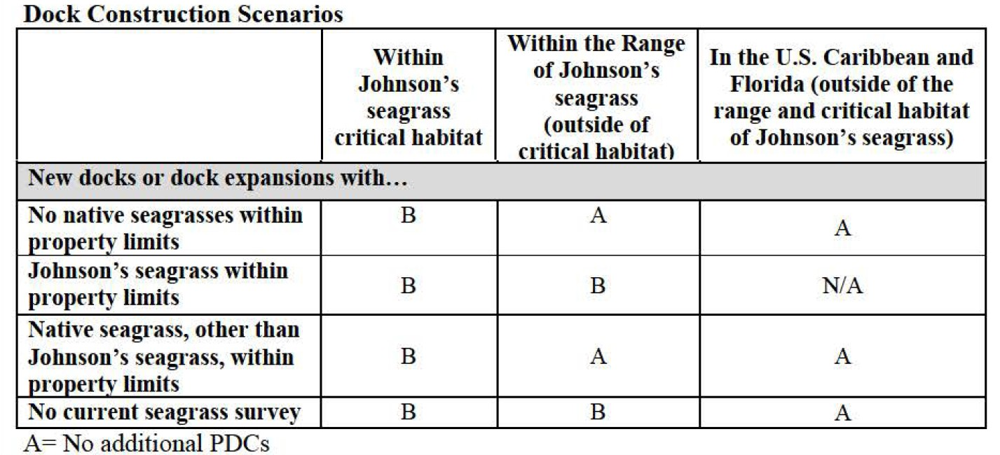 Dock Construction Scenarios
Within
Johnson's
seagrass
critical habitat
Within the Range
of Johnson's
seagrass
(outside of
critical habitat)
In the U.S. Caribbean and
Florida (outside of the
range and critical habitat
of Johnson's seagrass)
New docks or dock expansions with…
No native seagrasses within
property limits
B
A
A
Johnson's seagrass within
property limits
B
B
N/A
Native seagrass, other than
Johnson's seagrass, within
property limits
B
A
A
No current seagrass survey
B
B
A
A= No additional PDCs